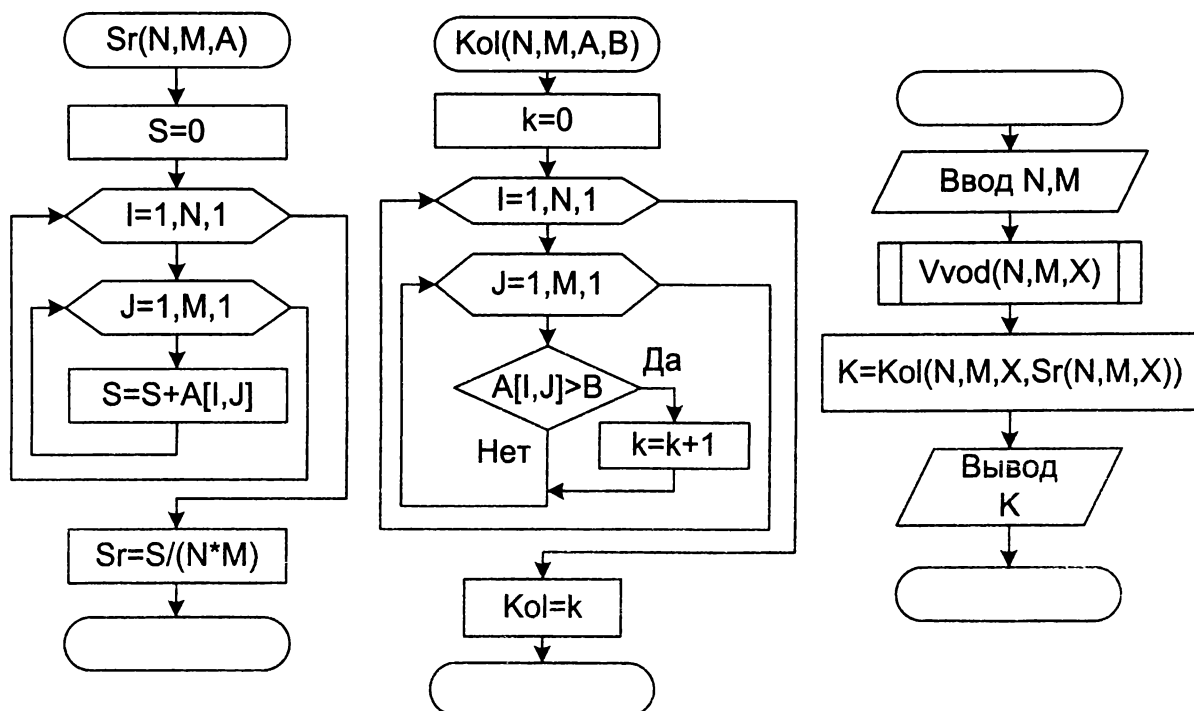 Sr(N,M,A)
S=0
I=1,N,1
J=1,M,1
S=S+A[I,J]
Sr=S/(N*M)
Kol(N,M,A,B)
k=0
I=1,N,1
J=1,M,1
A[I,J]>B
Да
Нет
k=k+1
Kol=k
Ввод N,M
Vvod(N,M,X)
K=Kol(N,M,X,Sr(N,M,X))
Вывод
K